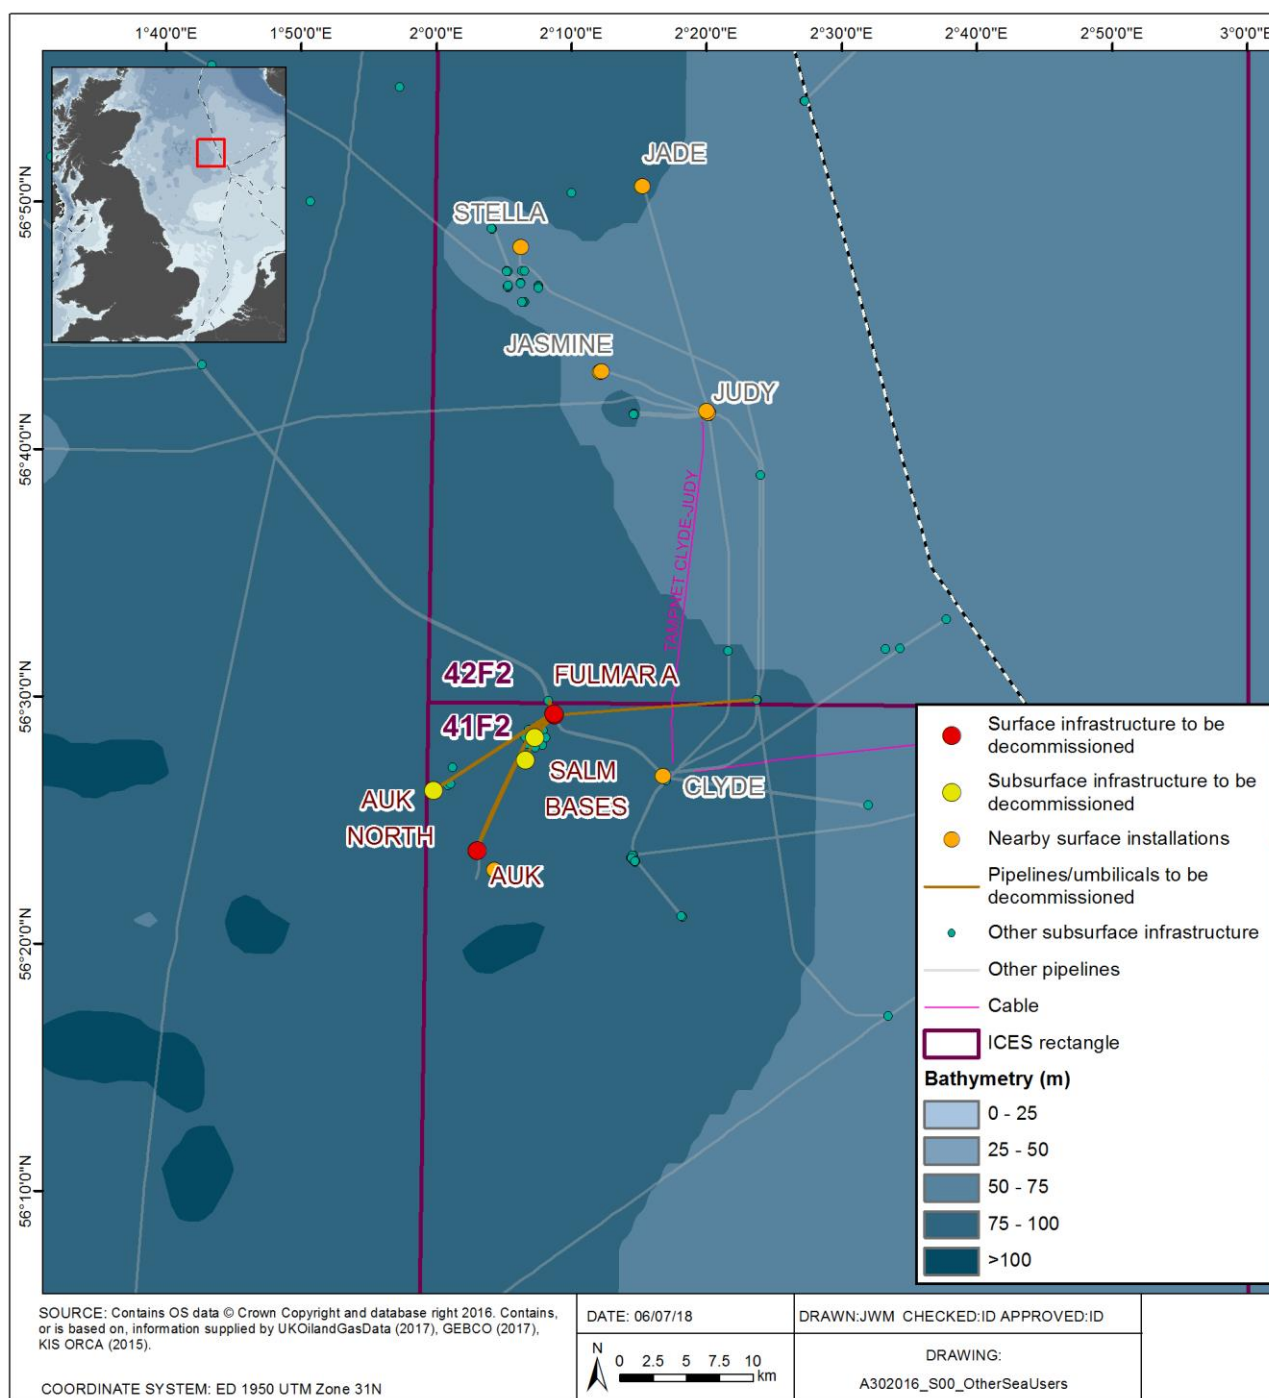 1°40'0"E 1°50'0"E 2°0'0"E 2°10'0"E 2°20'0"E 2°30'0"E 2°40'0"E 2°50'0"E 3°0'0"E
56°50'0"N
56°40'0"N
56°30'0"N
56°20'0"N
56°10'0"N
JADE
STELLA
JASMINE
JUDY
TAMPNET CLYDE-JUDY
42F2
FULMAR A
41F2
SALM
BASES
CLYDE
AUK
NORTH
AUK
Surface infrastructure to be
decommissioned
Subsurface infrastructure to be
decommissioned
Nearby surface installations
Pipelines/umbilicals to be
decommissioned
Other subsurface infrastructure
Other pipelines
Cable
ICES rectangle
Bathymetry (m)
0 - 25
25 - 50
50 - 75
75 - 100
>100
SOURCE: Contains OS data © Crown Copyright and database right 2016. Contains,
or is based on, information supplied by UKOilandGasData (2017), GEBCO (2017),
KIS ORCA (2015).
COORDINATE SYSTEM: ED 1950 UTM Zone 31N
DATE: 06/07/18
N
0 2.5 5 7.5 10
km
DRAWN:JWM CHECKED:ID APPROVED:ID
DRAWING:
A302016_S00_OtherSeaUsers